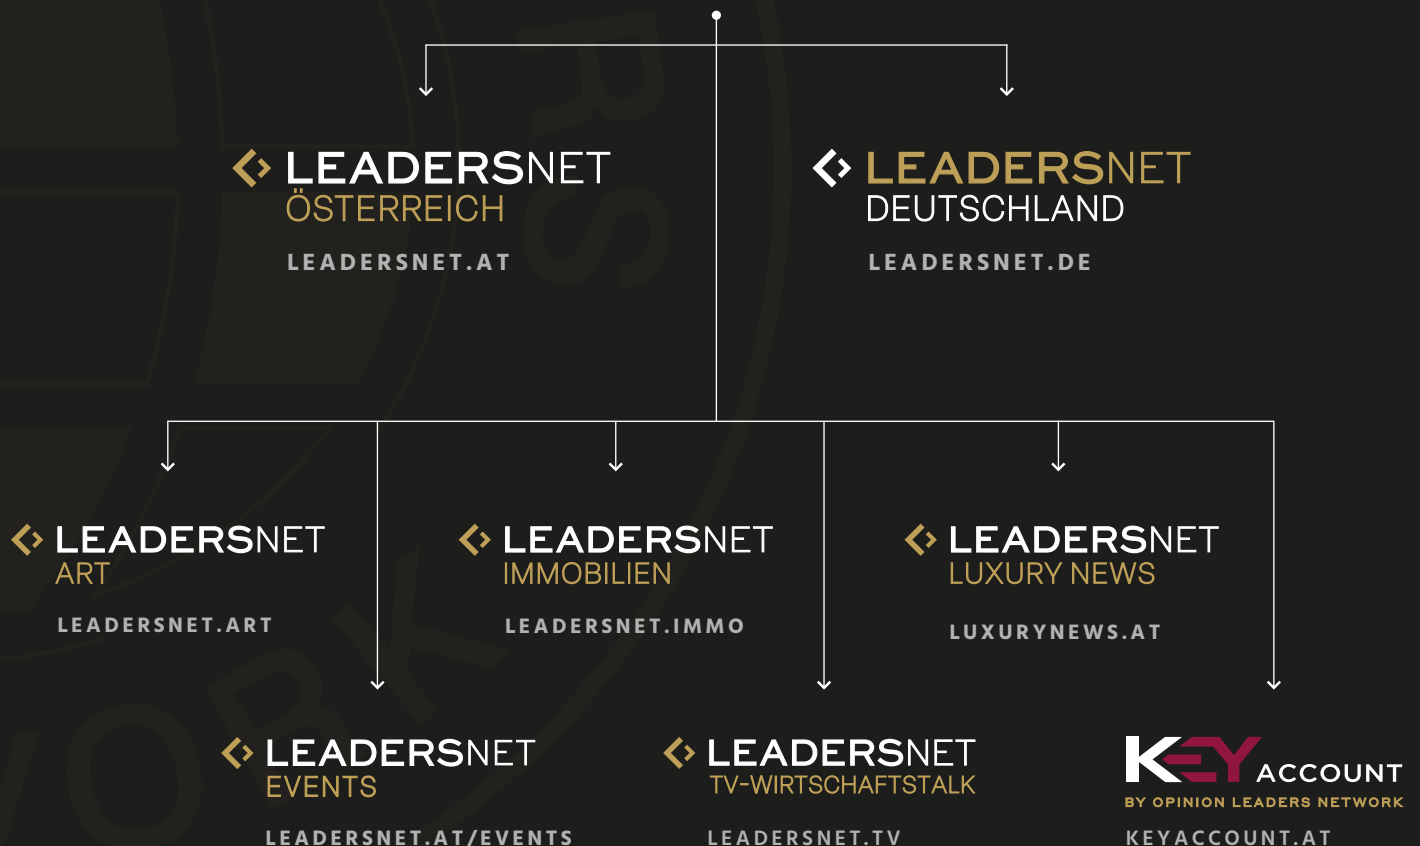 LEADERSNET
ÖSTERREICH
LEADERSNET.AT
LEADERSNET
DEUTSCHLAND
LEADERSNET.DE
LEADERSNET
ART
LEADERSNET.ART
LEADERSNET
IMMOBILIEN
LEADERSNET.IMMO
LEADERSNET
LUXURY NEWS
LUXURYNEWS.AT
LEADERSNET
EVENTS
LEADERSNET.AT/EVENTS
LEADERSNET
TV-WIRTSCHAFTSTALK
LEADERSNET.TV
KEY ACCOUNT
BY OPINION LEADERS NETWORK
KEYACCOUNT.AT
RS
WORK